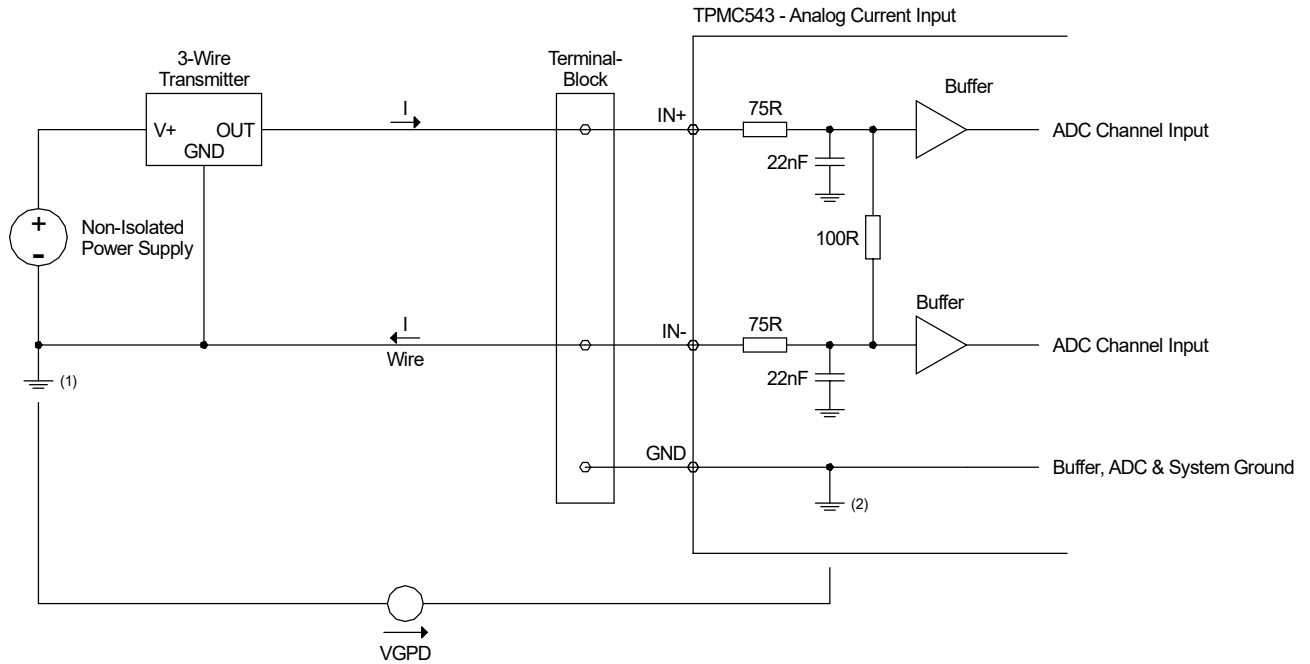 TPMC543 - Analog Current Input
3-Wire
Transmitter
Terminal-
Block
Buffer
I
IN+
75R
V+
OUT
GND
ADC Channel Input
22nF
+
-
Non-Isolated
Power Supply
100R
Buffer
I
IN-
75R
Wire
ADC Channel Input
22nF
(1)
GND
Buffer, ADC & System Ground
(2)
VGPD